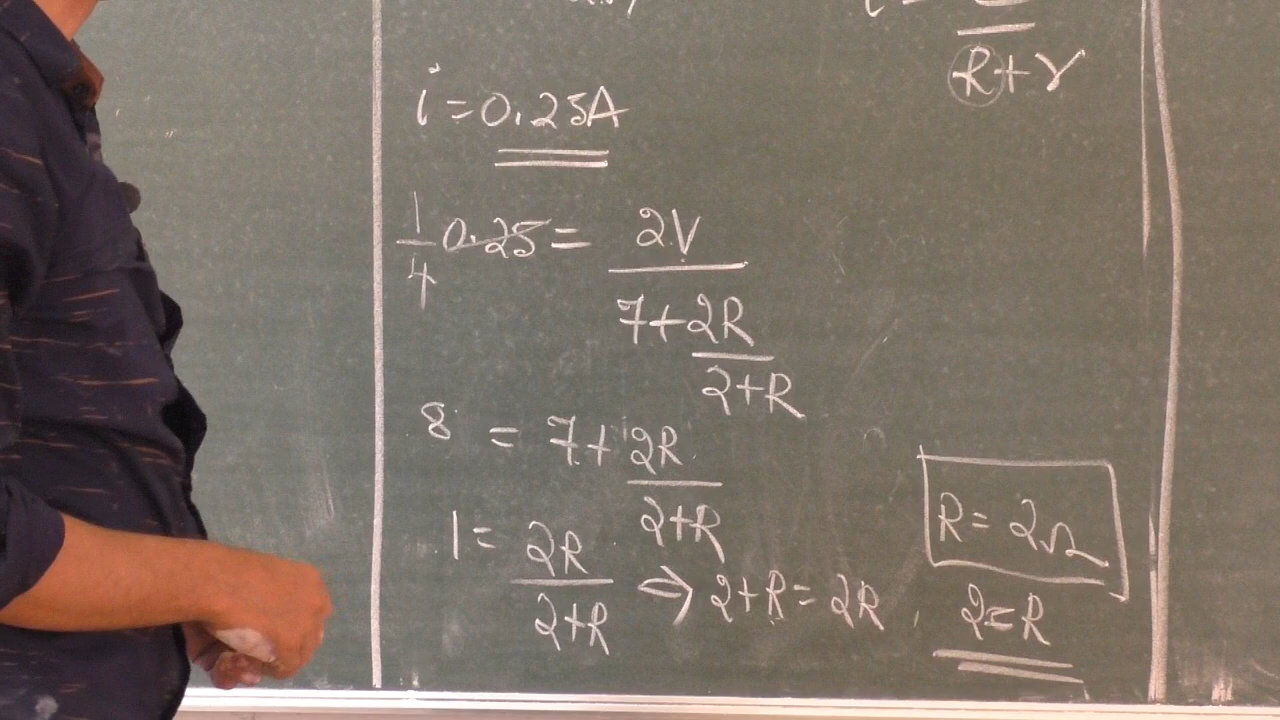 R+r
i=0.25A
1/4 0.25 = 2V / 7+2R/2+R
8 = 7+2R/2+R
1= 2R/2+R ⇒ 2+R=2R, 2=R
R=2Ω